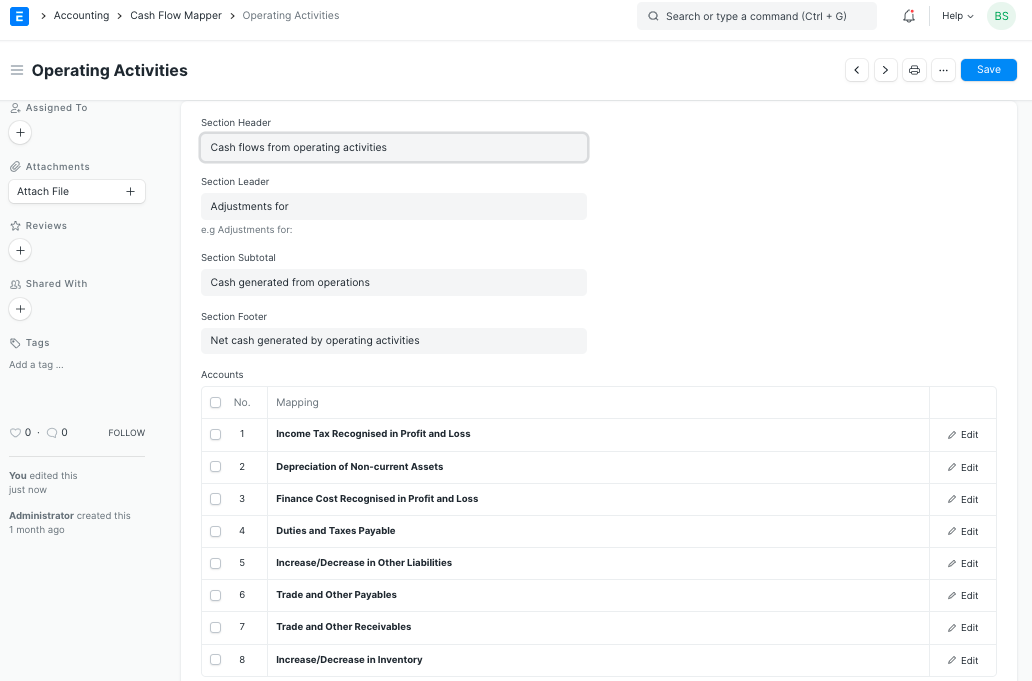 Accounting > Cash Flow Mapper > Operating Activities
Search or type a command (Ctrl + G)
Help
BS
Operating Activities
Save
Assigned To
Attachments
Attach File
Reviews
Shared With
Tags
Add a tag ...
0 · 0 FOLLOW
You edited this
just now
Administrator created this
1 month ago
Section Header
Cash flows from operating activities
Section Leader
Adjustments for
e.g Adjustments for:
Section Subtotal
Cash generated from operations
Section Footer
Net cash generated by operating activities
Accounts
No. Mapping
1 Income Tax Recognised in Profit and Loss Edit
2 Depreciation of Non-current Assets Edit
3 Finance Cost Recognised in Profit and Loss Edit
4 Duties and Taxes Payable Edit
5 Increase/Decrease in Other Liabilities Edit
6 Trade and Other Payables Edit
7 Trade and Other Receivables Edit
8 Increase/Decrease in Inventory Edit